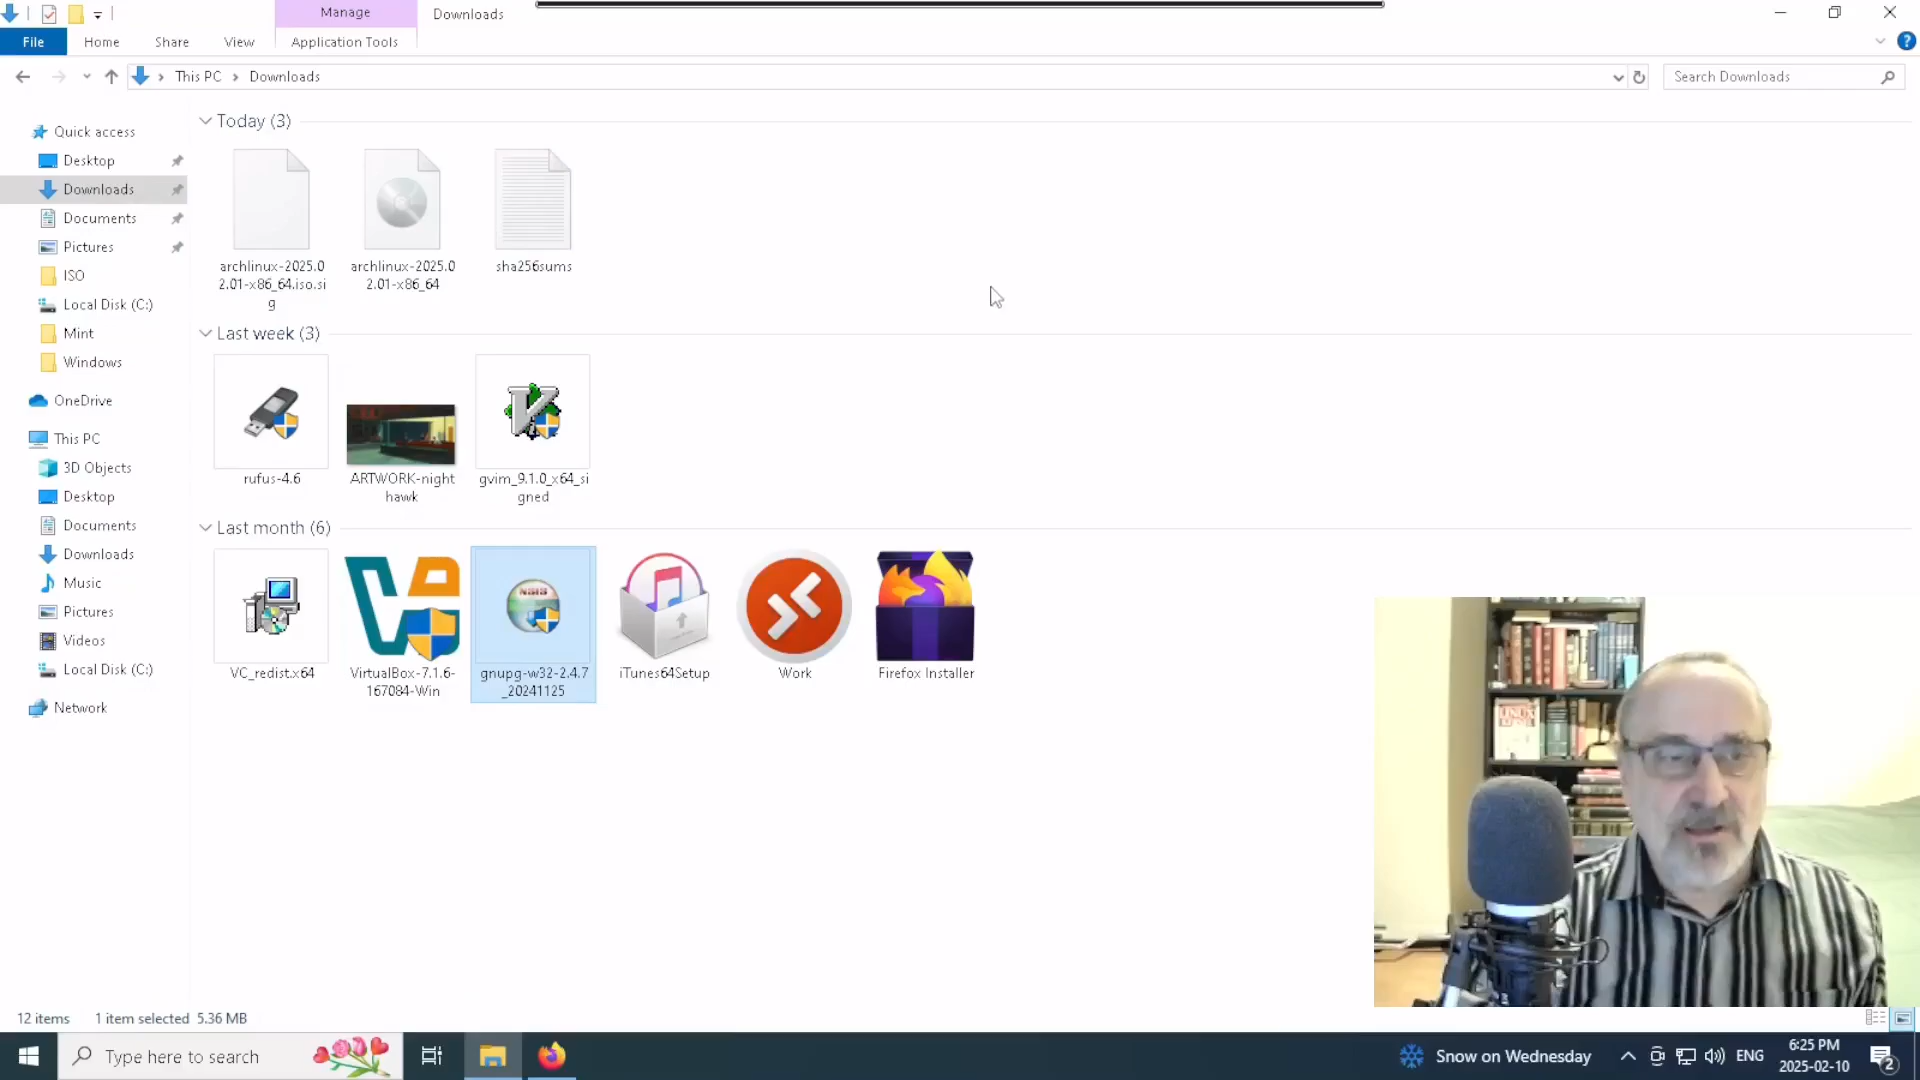 Manage
Downloads
File
Home
Share
View
Application Tools
This PC
Downloads
Search Downloads
Quick access
Desktop
Downloads
Documents
Pictures
ISO
Local Disk (C:)
Mint
Windows
OneDrive
This PC
3D Objects
Desktop
Documents
Downloads
Music
Pictures
Videos
Local Disk (C:)
Network
Today (3)
archlinux-2025.0
2.01-x86_64.iso.si
g
archlinux-2025.0
2.01-x86_64
sha256sums
Last week (3)
rufus-4.6
ARTWORK-night
hawk
gvim_9.1.0_x64_si
gned
Last month (6)
VC_redist.x64
VirtualBox-7.1.6-
167084-Win
NSIS
gnupg-w32-2.4.7
_20241125
iTunes64Setup
Work
Firefox Installer
LINUX
12 items
1 item selected 5.36 MB
Type here to search
Snow on Wednesday
ENG
6:25 PM
2025-02-10
2